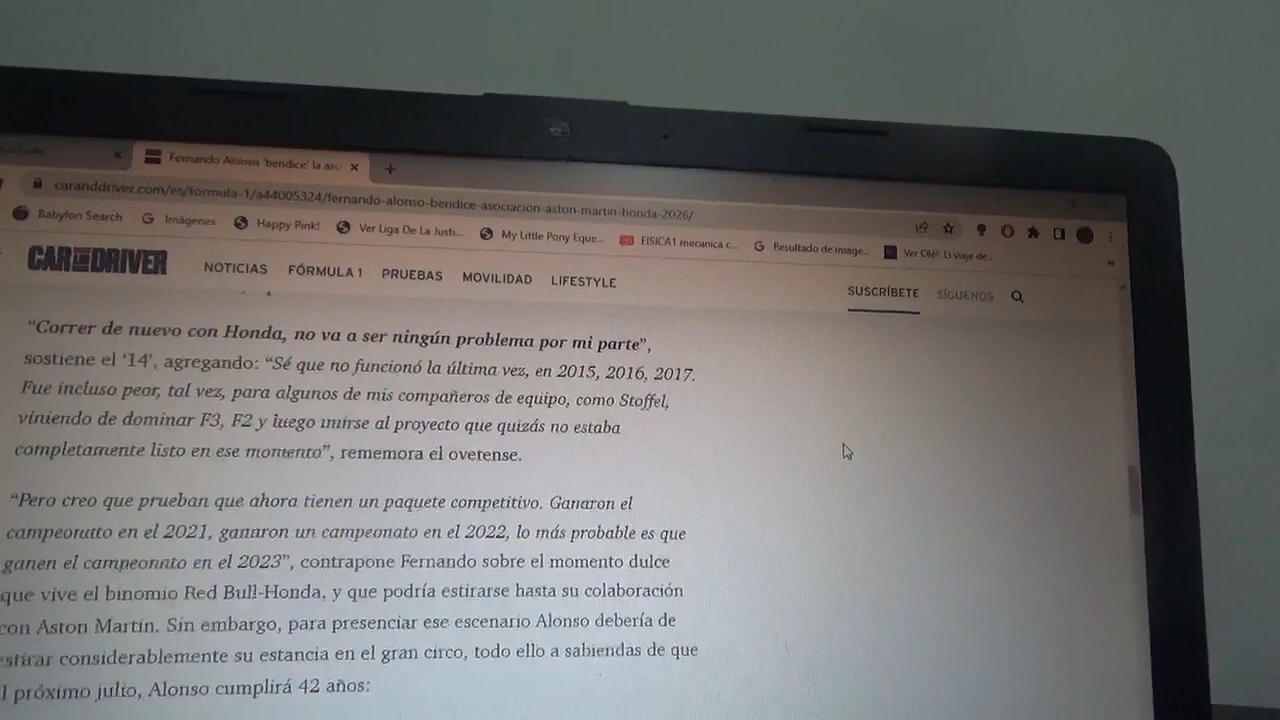 Fernando Alonso 'bendice' la aso
caranddriver.com/es/formula-1/a44005324/fernando-alonso-bendice-asociacion-aston-martin-honda-2026/
Babylon Search Imágenes Happy Pink! Ver Liga De La Justi... My Little Pony Eque... FISICA1 mecanica c... Resultado de image... Ver Olé!: El viaje de...
CAR AND DRIVER NOTICIAS FÓRMULA 1 PRUEBAS MOVILIDAD LIFESTYLE SUSCRÍBETE SÍGUENOS
“Correr de nuevo con Honda, no va a ser ningún problema por mi parte”,
sostiene el ‘14’, agregando: “Sé que no funcionó la última vez, en 2015, 2016, 2017.
Fue incluso peor, tal vez, para algunos de mis compañeros de equipo, como Stoffel,
viniendo de dominar F3, F2 y luego unirse al proyecto que quizás no estaba
completamente listo en ese momento”, rememora el ovetense.
“Pero creo que prueban que ahora tienen un paquete competitivo. Ganaron el
campeonato en el 2021, ganaron un campeonato en el 2022, lo más probable es que
ganen el campeonato en el 2023”, contrapone Fernando sobre el momento dulce
que vive el binomio Red Bull-Honda, y que podría estirarse hasta su colaboración
con Aston Martin. Sin embargo, para presenciar ese escenario Alonso debería de
estirar considerablemente su estancia en el gran circo, todo ello a sabiendas de que
l próximo julio, Alonso cumplirá 42 años: